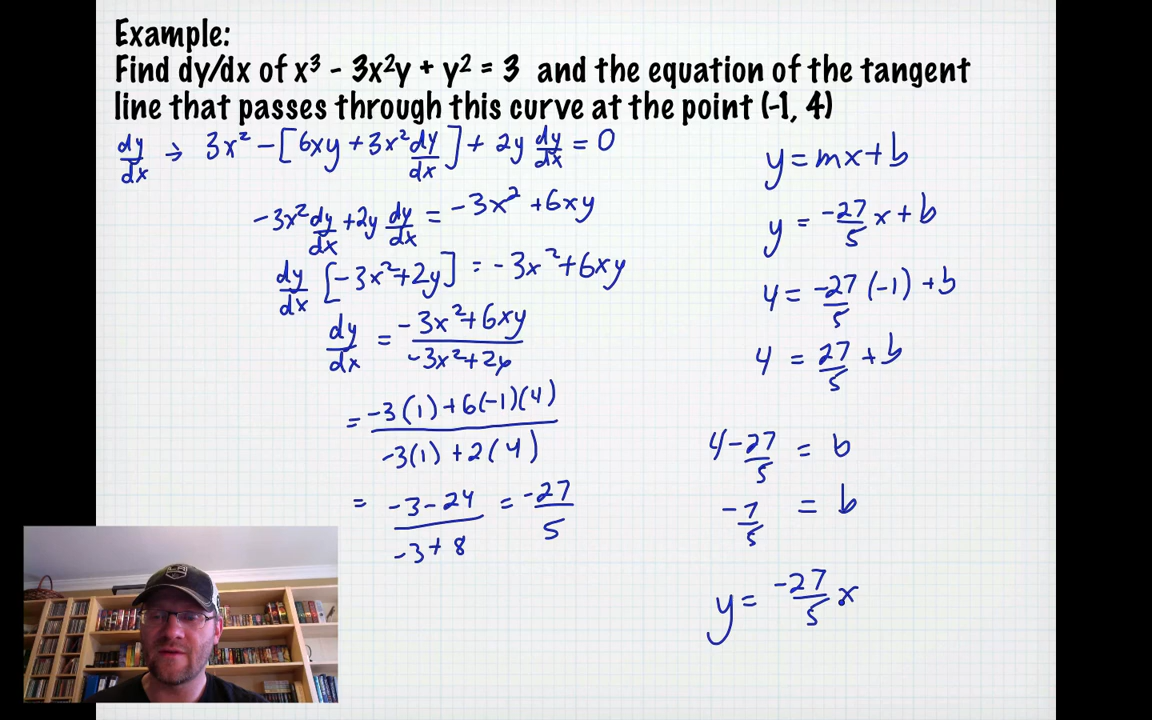 Example:
Find dy/dx of x³ - 3x²y + y² = 3 and the equation of the tangent
line that passes through this curve at the point (-1, 4)
dy/dx → 3x² - [6xy + 3x² dy/dx] + 2y dy/dx = 0
-3x² dy/dx + 2y dy/dx = -3x² + 6xy
dy/dx [-3x² + 2y] = -3x² + 6xy
dy/dx = (-3x² + 6xy)/(-3x² + 2y)
= (-3(1) + 6(-1)(4))/(-3(1) + 2(4))
= (-3 - 24)/(-3 + 8) = -27/5
y = mx + b
y = -27/5 x + b
4 = -27/5 (-1) + b
4 = 27/5 + b
4 - 27/5 = b
-7/5 = b
y = -27/5 x